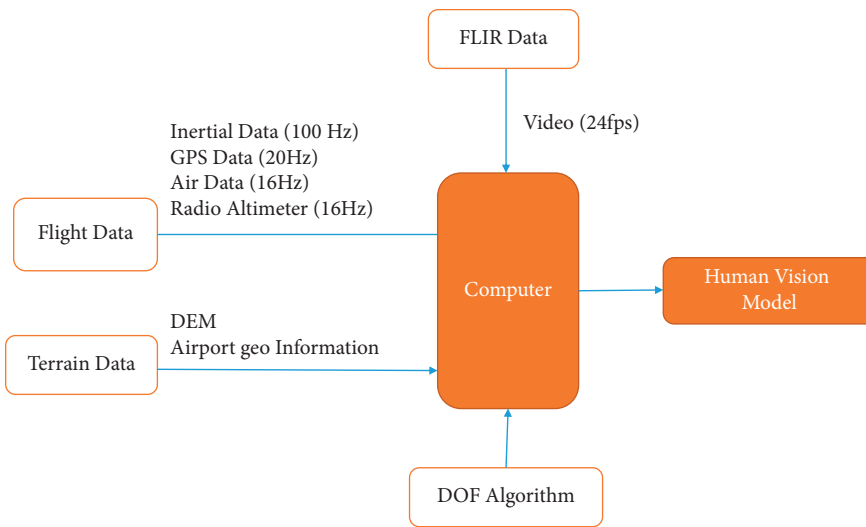 FLIR Data
Video (24fps)
Inertial Data (100 Hz)
GPS Data (20Hz)
Air Data (16Hz)
Radio Altimeter (16Hz)
Flight Data
Computer
Human Vision
Model
DEM
Airport geo Information
Terrain Data
DOF Algorithm